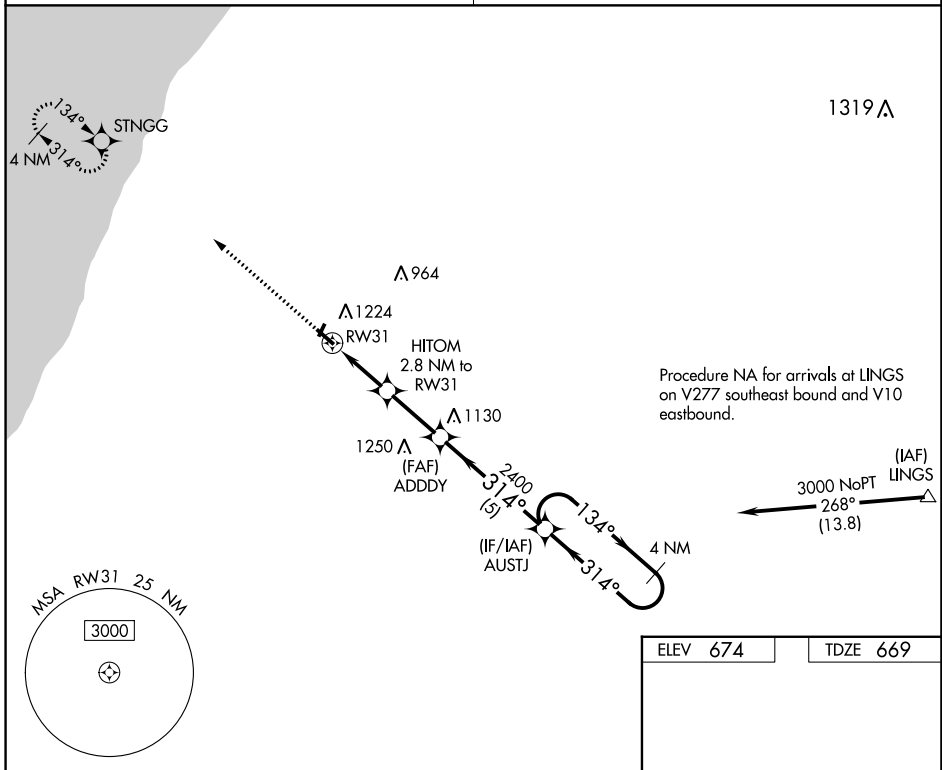 134°
STNGG
314°
4 NM
1319
964
1224
RW31
HITOM
2.8 NM to
RW31
Procedure NA for arrivals at LINGS
on V277 southeast bound and V10
eastbound.
1130
1250
(FAF)
ADDDY
(IAF)
LINGS
3000 NoPT
268°
(13.8)
2400
314°
(5)
134°
4 NM
(IF/IAF)
AUSTJ
314°
MSA RW31 25 NM
3000
ELEV 674
TDZE 669